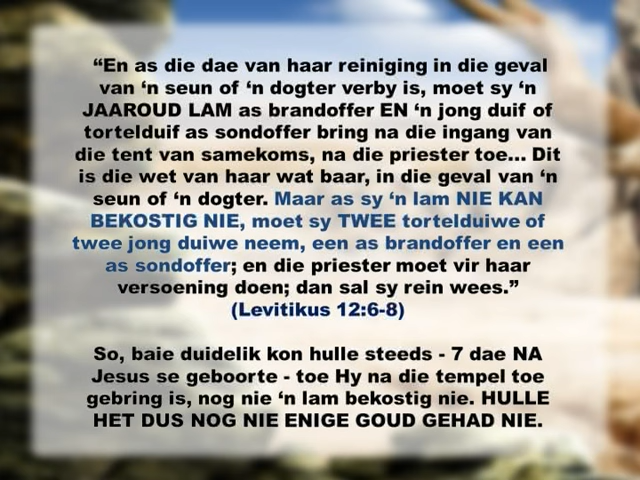 “En as die dae van haar reiniging in die geval
van ‘n seun of ‘n dogter verby is, moet sy ‘n
JAAROUD LAM as brandoffer EN ‘n jong duif of
tortelduif as sondoffer bring na die ingang van
die tent van samekoms, na die priester toe... Dit
is die wet van haar wat baar, in die geval van ‘n
seun of ‘n dogter. Maar as sy ‘n lam NIE KAN
BEKOSTIG NIE, moet sy TWEE tortelduiwe of
twee jong duiwe neem, een as brandoffer en een
as sondoffer; en die priester moet vir haar
versoening doen; dan sal sy rein wees.”
(Levitikus 12:6-8)
So, baie duidelik kon hulle steeds - 7 dae NA
Jesus se geboorte - toe Hy na die tempel toe
gebring is, nog nie ‘n lam bekostig nie. HULLE
HET DUS NOG NIE ENIGE GOUD GEHAD NIE.